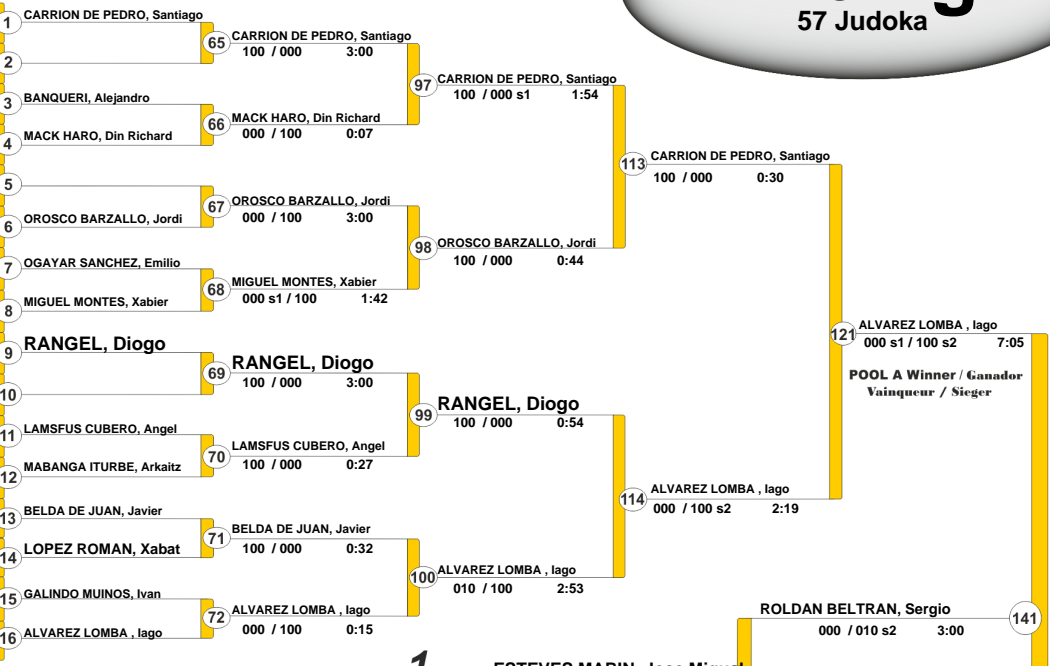 57 Judoka
1 CARRION DE PEDRO, Santiago
2
65 CARRION DE PEDRO, Santiago
100 / 000 3:00
3 BANQUERI, Alejandro
4 MACK HARO, Din Richard
66 MACK HARO, Din Richard
000 / 100 0:07
97 CARRION DE PEDRO, Santiago
100 / 000 s1 1:54
5
6 OROSCO BARZALLO, Jordi
67 OROSCO BARZALLO, Jordi
000 / 100 3:00
7 OGAYAR SANCHEZ, Emilio
8 MIGUEL MONTES, Xabier
68 MIGUEL MONTES, Xabier
000 s1 / 100 1:42
98 OROSCO BARZALLO, Jordi
100 / 000 0:44
113 CARRION DE PEDRO, Santiago
100 / 000 0:30
9 RANGEL, Diogo
10
69 RANGEL, Diogo
100 / 000 3:00
11 LAMSFUS CUBERO, Angel
12 MABANGA ITURBE, Arkaitz
70 LAMSFUS CUBERO, Angel
100 / 000 0:27
99 RANGEL, Diogo
100 / 000 0:54
13 BELDA DE JUAN, Javier
14 LOPEZ ROMAN, Xabat
71 BELDA DE JUAN, Javier
100 / 000 0:32
15 GALINDO MUINOS, Ivan
16 ALVAREZ LOMBA , Iago
72 ALVAREZ LOMBA , Iago
000 / 100 0:15
100 ALVAREZ LOMBA , Iago
010 / 100 2:53
114 ALVAREZ LOMBA , Iago
000 / 100 s2 2:19
121 ALVAREZ LOMBA , Iago
000 s1 / 100 s2 7:05
POOL A Winner / Ganador
Vainqueur / Sieger
ROLDAN BELTRAN, Sergio 141
000 / 010 s2 3:00
1